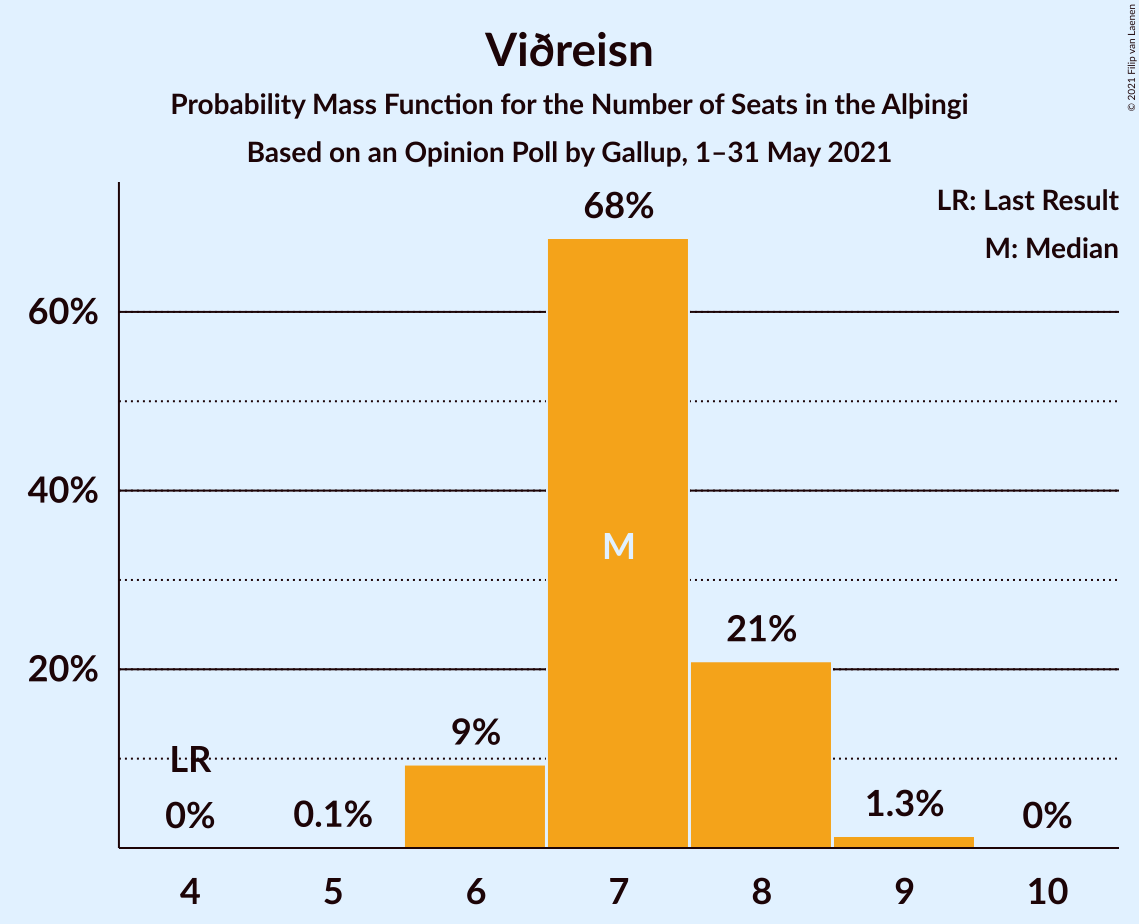 Viðreisn
Probability Mass Function for the Number of Seats in the Alþingi
Based on an Opinion Poll by Gallup, 1–31 May 2021
© 2021 Filip van Laenen
LR: Last Result
M: Median
68%
60%
M
40%
21%
20%
9%
LR
0%
0.1%
1.3%
0%
4 5 6 7 8 9 10